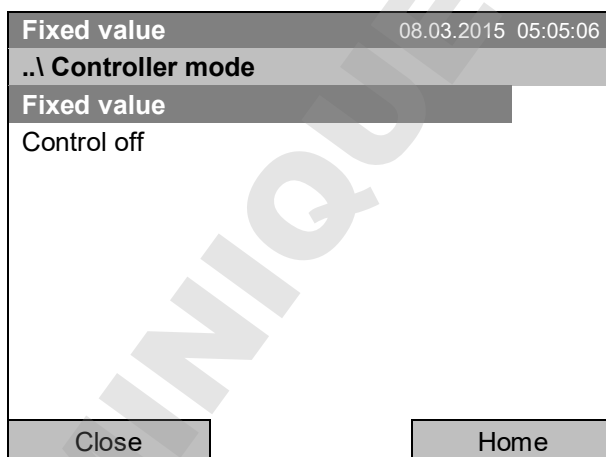 Fixed value 08.03.2015 05:05:06
..\ Controller mode
Fixed value
Control off
Close Home